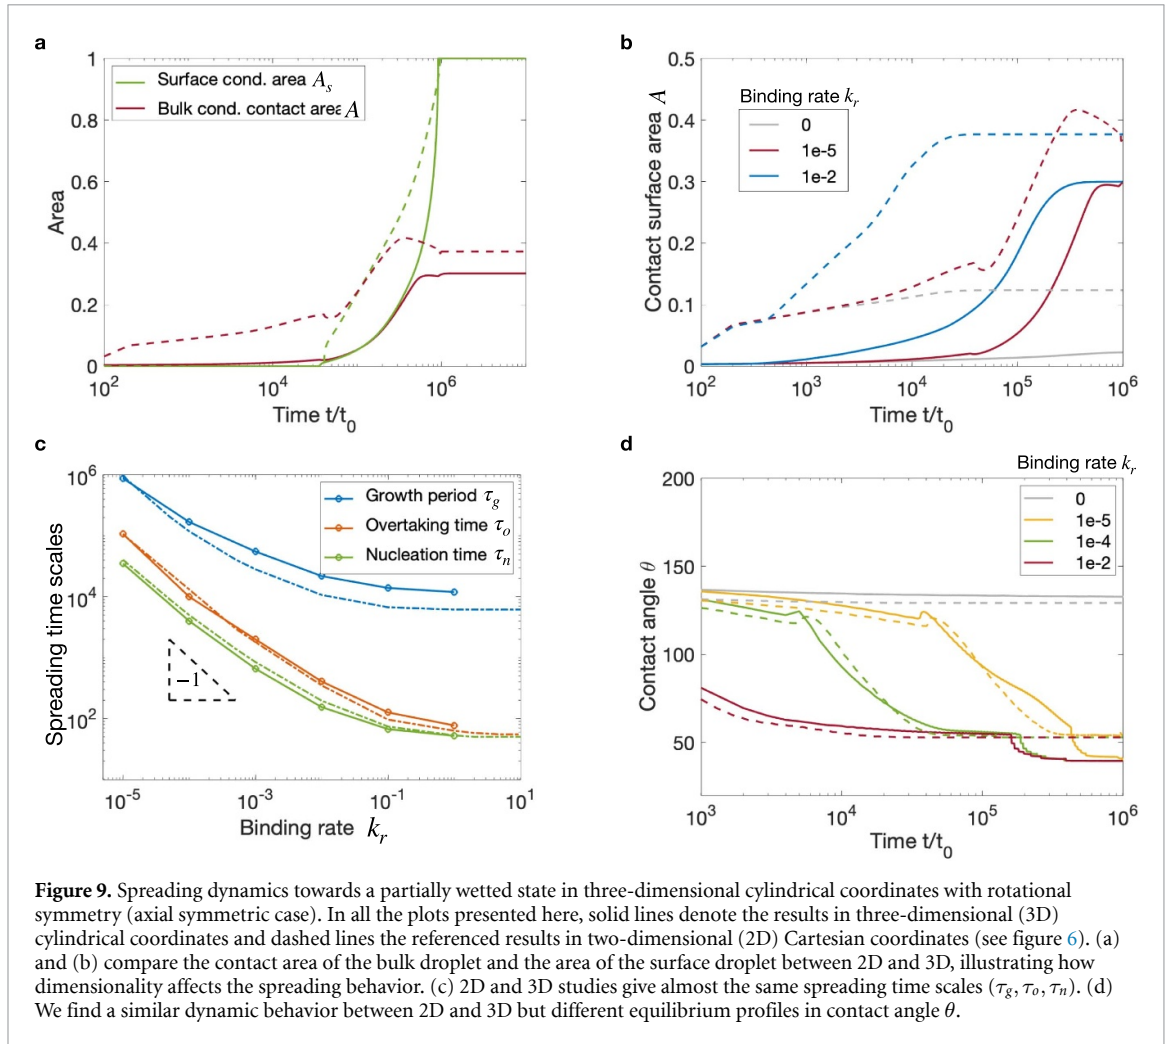 a
1
0.8
0.6
0.4
0.2
0
Area
Surface cond. area A_s
Bulk cond. contact area A
10^2
10^4
10^6
Time t/t_0
b
0.5
0.4
0.3
0.2
0.1
0
Contact surface area A
Binding rate k_r
0
1e-5
1e-2
10^2
10^3
10^4
10^5
10^6
Time t/t_0
c
10^6
10^4
10^2
Spreading time scales
Growth period τ_g
Overtaking time τ_o
Nucleation time τ_n
−1
10^-5
10^-3
10^-1
10^1
Binding rate k_r
d
Binding rate k_r
200
150
100
50
Contact angle θ
0
1e-5
1e-4
1e-2
10^3
10^4
10^5
10^6
Time t/t_0
Figure 9. Spreading dynamics towards a partially wetted state in three-dimensional cylindrical coordinates with rotational
symmetry (axial symmetric case). In all the plots presented here, solid lines denote the results in three-dimensional (3D)
cylindrical coordinates and dashed lines the referenced results in two-dimensional (2D) Cartesian coordinates (see figure 6). (a)
and (b) compare the contact area of the bulk droplet and the area of the surface droplet between 2D and 3D, illustrating how
dimensionality affects the spreading behavior. (c) 2D and 3D studies give almost the same spreading time scales (τ_g, τ_o, τ_n). (d)
We find a similar dynamic behavior between 2D and 3D but different equilibrium profiles in contact angle θ.